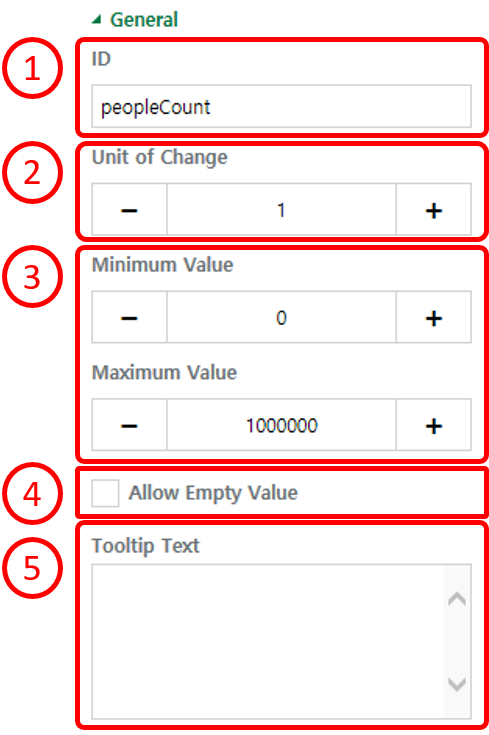 General
1
ID
peopleCount
2
Unit of Change
− 1 +
3
Minimum Value
− 0 +
Maximum Value
− 1000000 +
4
Allow Empty Value
5
Tooltip Text